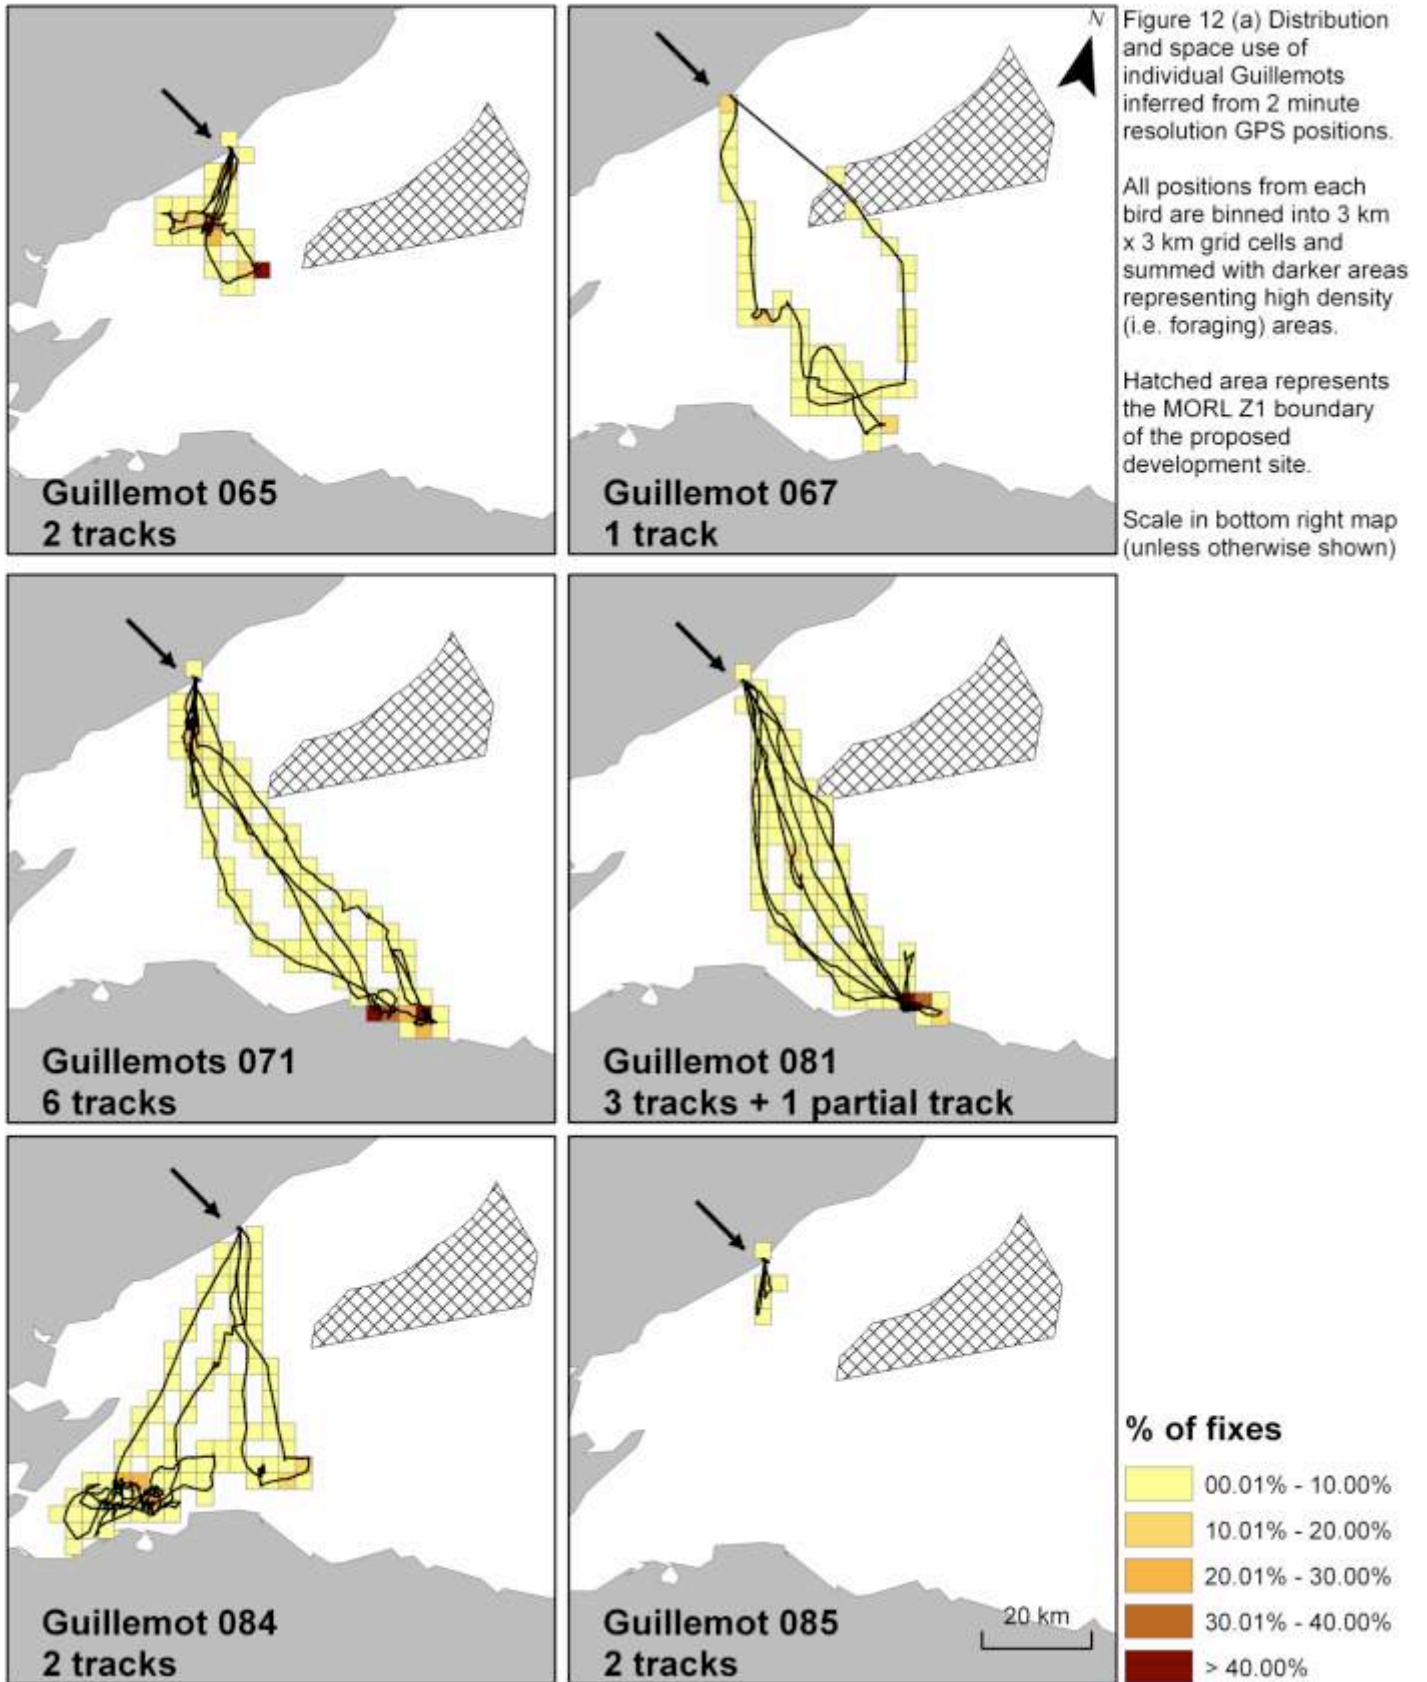 N
Figure 12 (a) Distribution
and space use of
individual Guillemots
inferred from 2 minute
resolution GPS positions.
All positions from each
bird are binned into 3 km
x 3 km grid cells and
summed with darker areas
representing high density
(i.e. foraging) areas.
Hatched area represents
the MORL Z1 boundary
of the proposed
development site.
Scale in bottom right map
(unless otherwise shown)
Guillemot 065
2 tracks
Guillemot 067
1 track
Guillemots 071
6 tracks
Guillemot 081
3 tracks + 1 partial track
Guillemot 084
2 tracks
Guillemot 085
2 tracks
20 km
% of fixes
00.01% - 10.00%
10.01% - 20.00%
20.01% - 30.00%
30.01% - 40.00%
> 40.00%